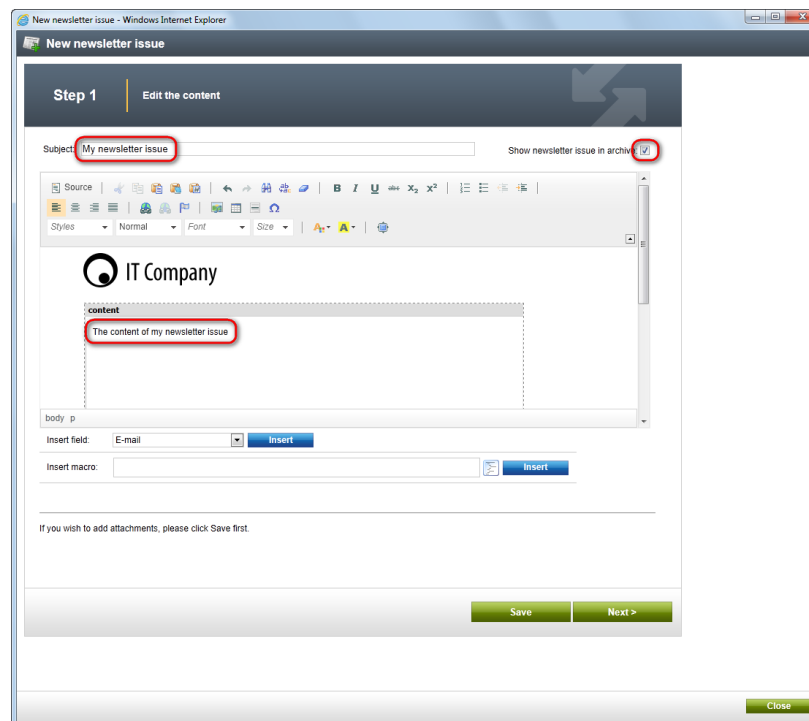 New newsletter issue - Windows Internet Explorer
New newsletter issue
Step 1 Edit the content
Subject: My newsletter issue Show newsletter issue in archive:
Source B I U abc X2 X2
Styles Normal Font Size A A
IT Company
content
The content of my newsletter issue
body p
Insert field: E-mail Insert
Insert macro: Insert
If you wish to add attachments, please click Save first.
Save Next >
Close